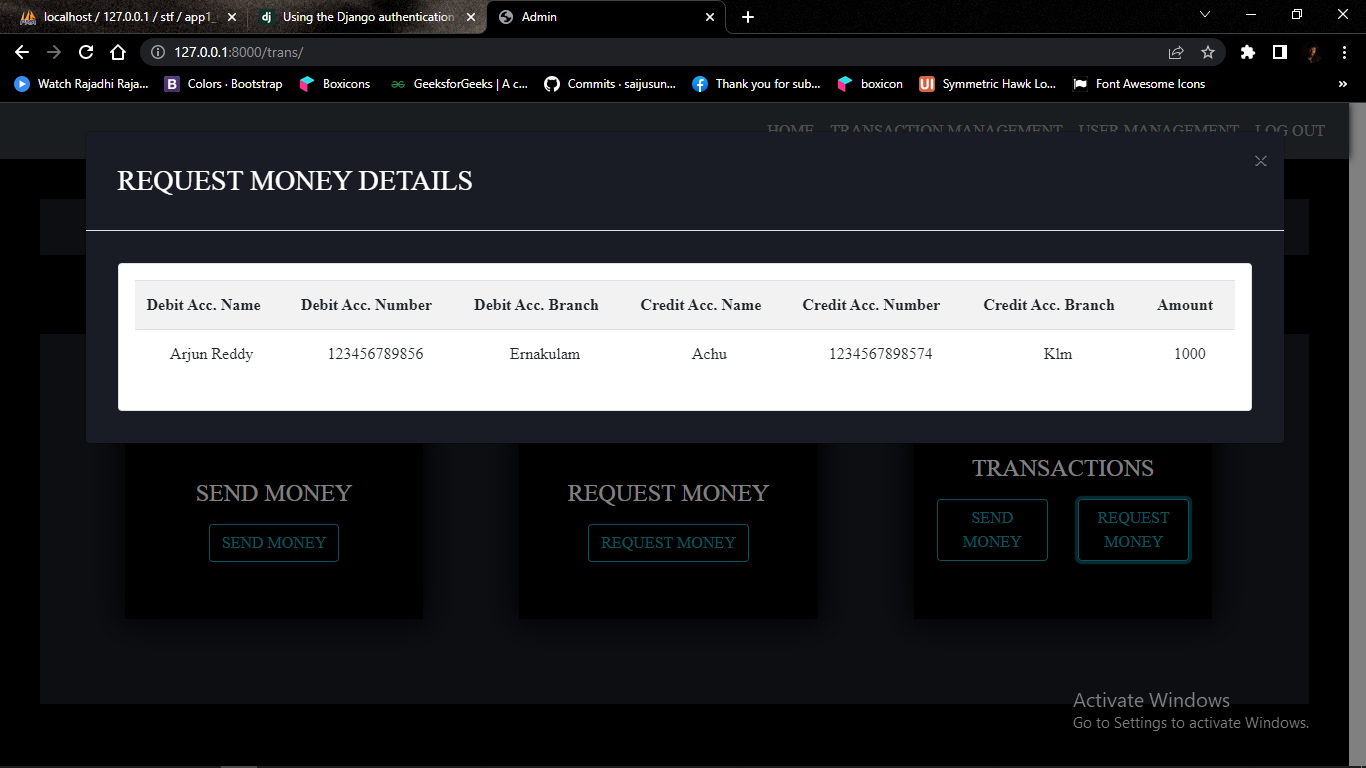 localhost / 127.0.0.1 / stf / app1_
Using the Django authentication
Admin
127.0.0.1:8000/trans/
Watch Rajadhi Raja... Colors · Bootstrap Boxicons GeeksforGeeks | A c... Commits · saijusun... Thank you for sub... boxicon Symmetric Hawk Lo... Font Awesome Icons »
HOME TRANSACTION MANAGEMENT USER MANAGEMENT LOG OUT
REQUEST MONEY DETAILS
Debit Acc. Name Debit Acc. Number Debit Acc. Branch Credit Acc. Name Credit Acc. Number Credit Acc. Branch Amount
Arjun Reddy 123456789856 Ernakulam Achu 1234567898574 Klm 1000
SEND MONEY
SEND MONEY
REQUEST MONEY
REQUEST MONEY
TRANSACTIONS
SEND
MONEY
REQUEST
MONEY
Activate Windows
Go to Settings to activate Windows.